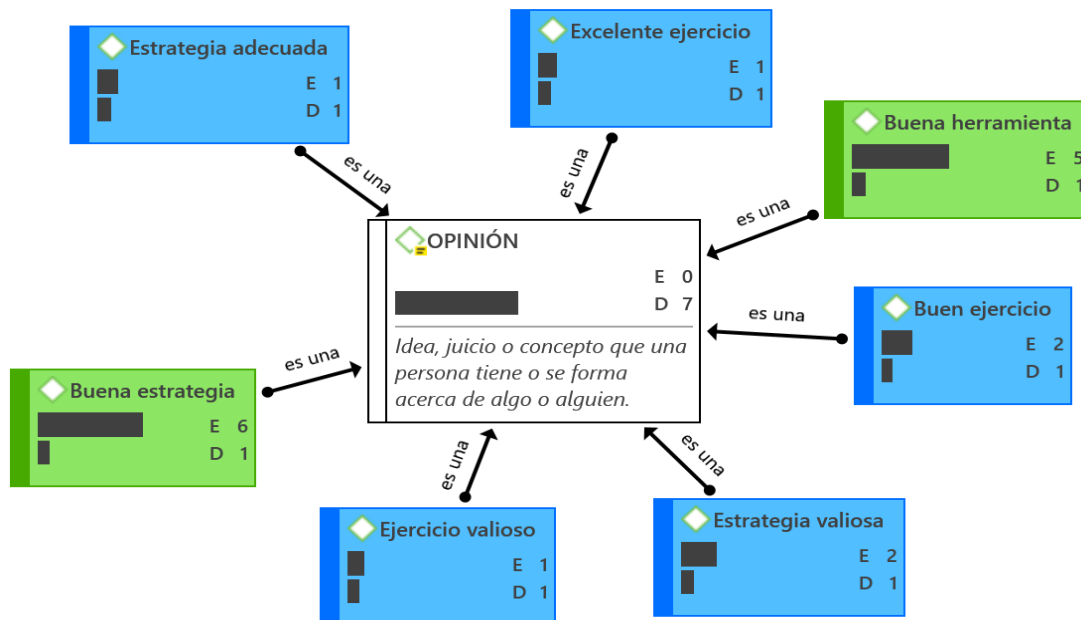 Estrategia adecuada
E 1
D 1
Excelente ejercicio
E 1
D 1
Buena herramienta
E 5
D 1
es una
es una
es una
OPINIÓN
E 0
D 7
Idea, juicio o concepto que una
persona tiene o se forma
acerca de algo o alguien.
es una
Buen ejercicio
E 2
D 1
es una
Buena estrategia
E 6
D 1
es una
es una
Ejercicio valioso
E 1
D 1
Estrategia valiosa
E 2
D 1